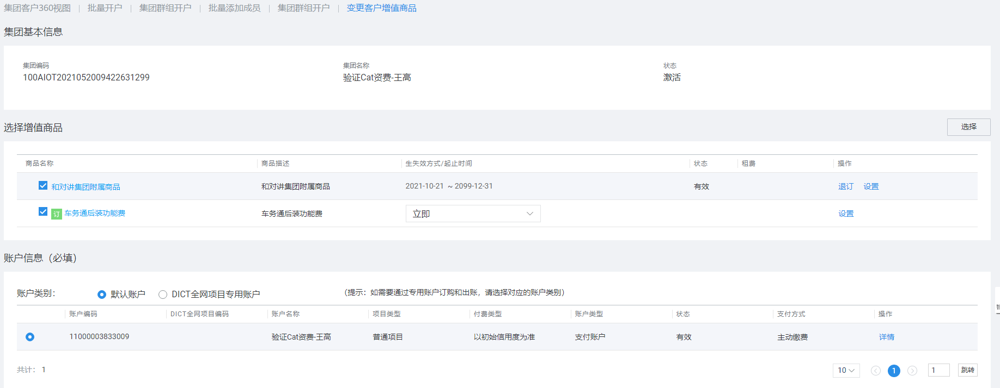 集团客户360视图 批量开户 集团群组开户 批量添加成员 集团群组开户 变更客户增值商品
集团基本信息
集团编码 集团名称 状态
100AIOT2021052009422631299 验证Cat资费-王高 激活
选择增值商品 选择
商品名称 商品描述 生失效方式/起止时间 状态 租费 操作
和对讲集团附属商品 和对讲集团附属商品 2021-10-21 ~ 2099-12-31 有效 退订 设置
订 车务通后装功能费 车务通后装功能费 立即 设置
账户信息（必填）
账户类别： 默认账户 DICT全网项目专用账户 （提示：如需要通过专用账户订购和出账，请选择对应的账户类别）
账户编码 DICT全网项目编码 账户名称 项目类型 付费类型 账户类型 状态 支付方式 操作
11000003833009 验证Cat资费-王高 普通项目 以初始信用度为准 支付账户 有效 主动缴费 详情
共计： 1 10 1 1 跳转